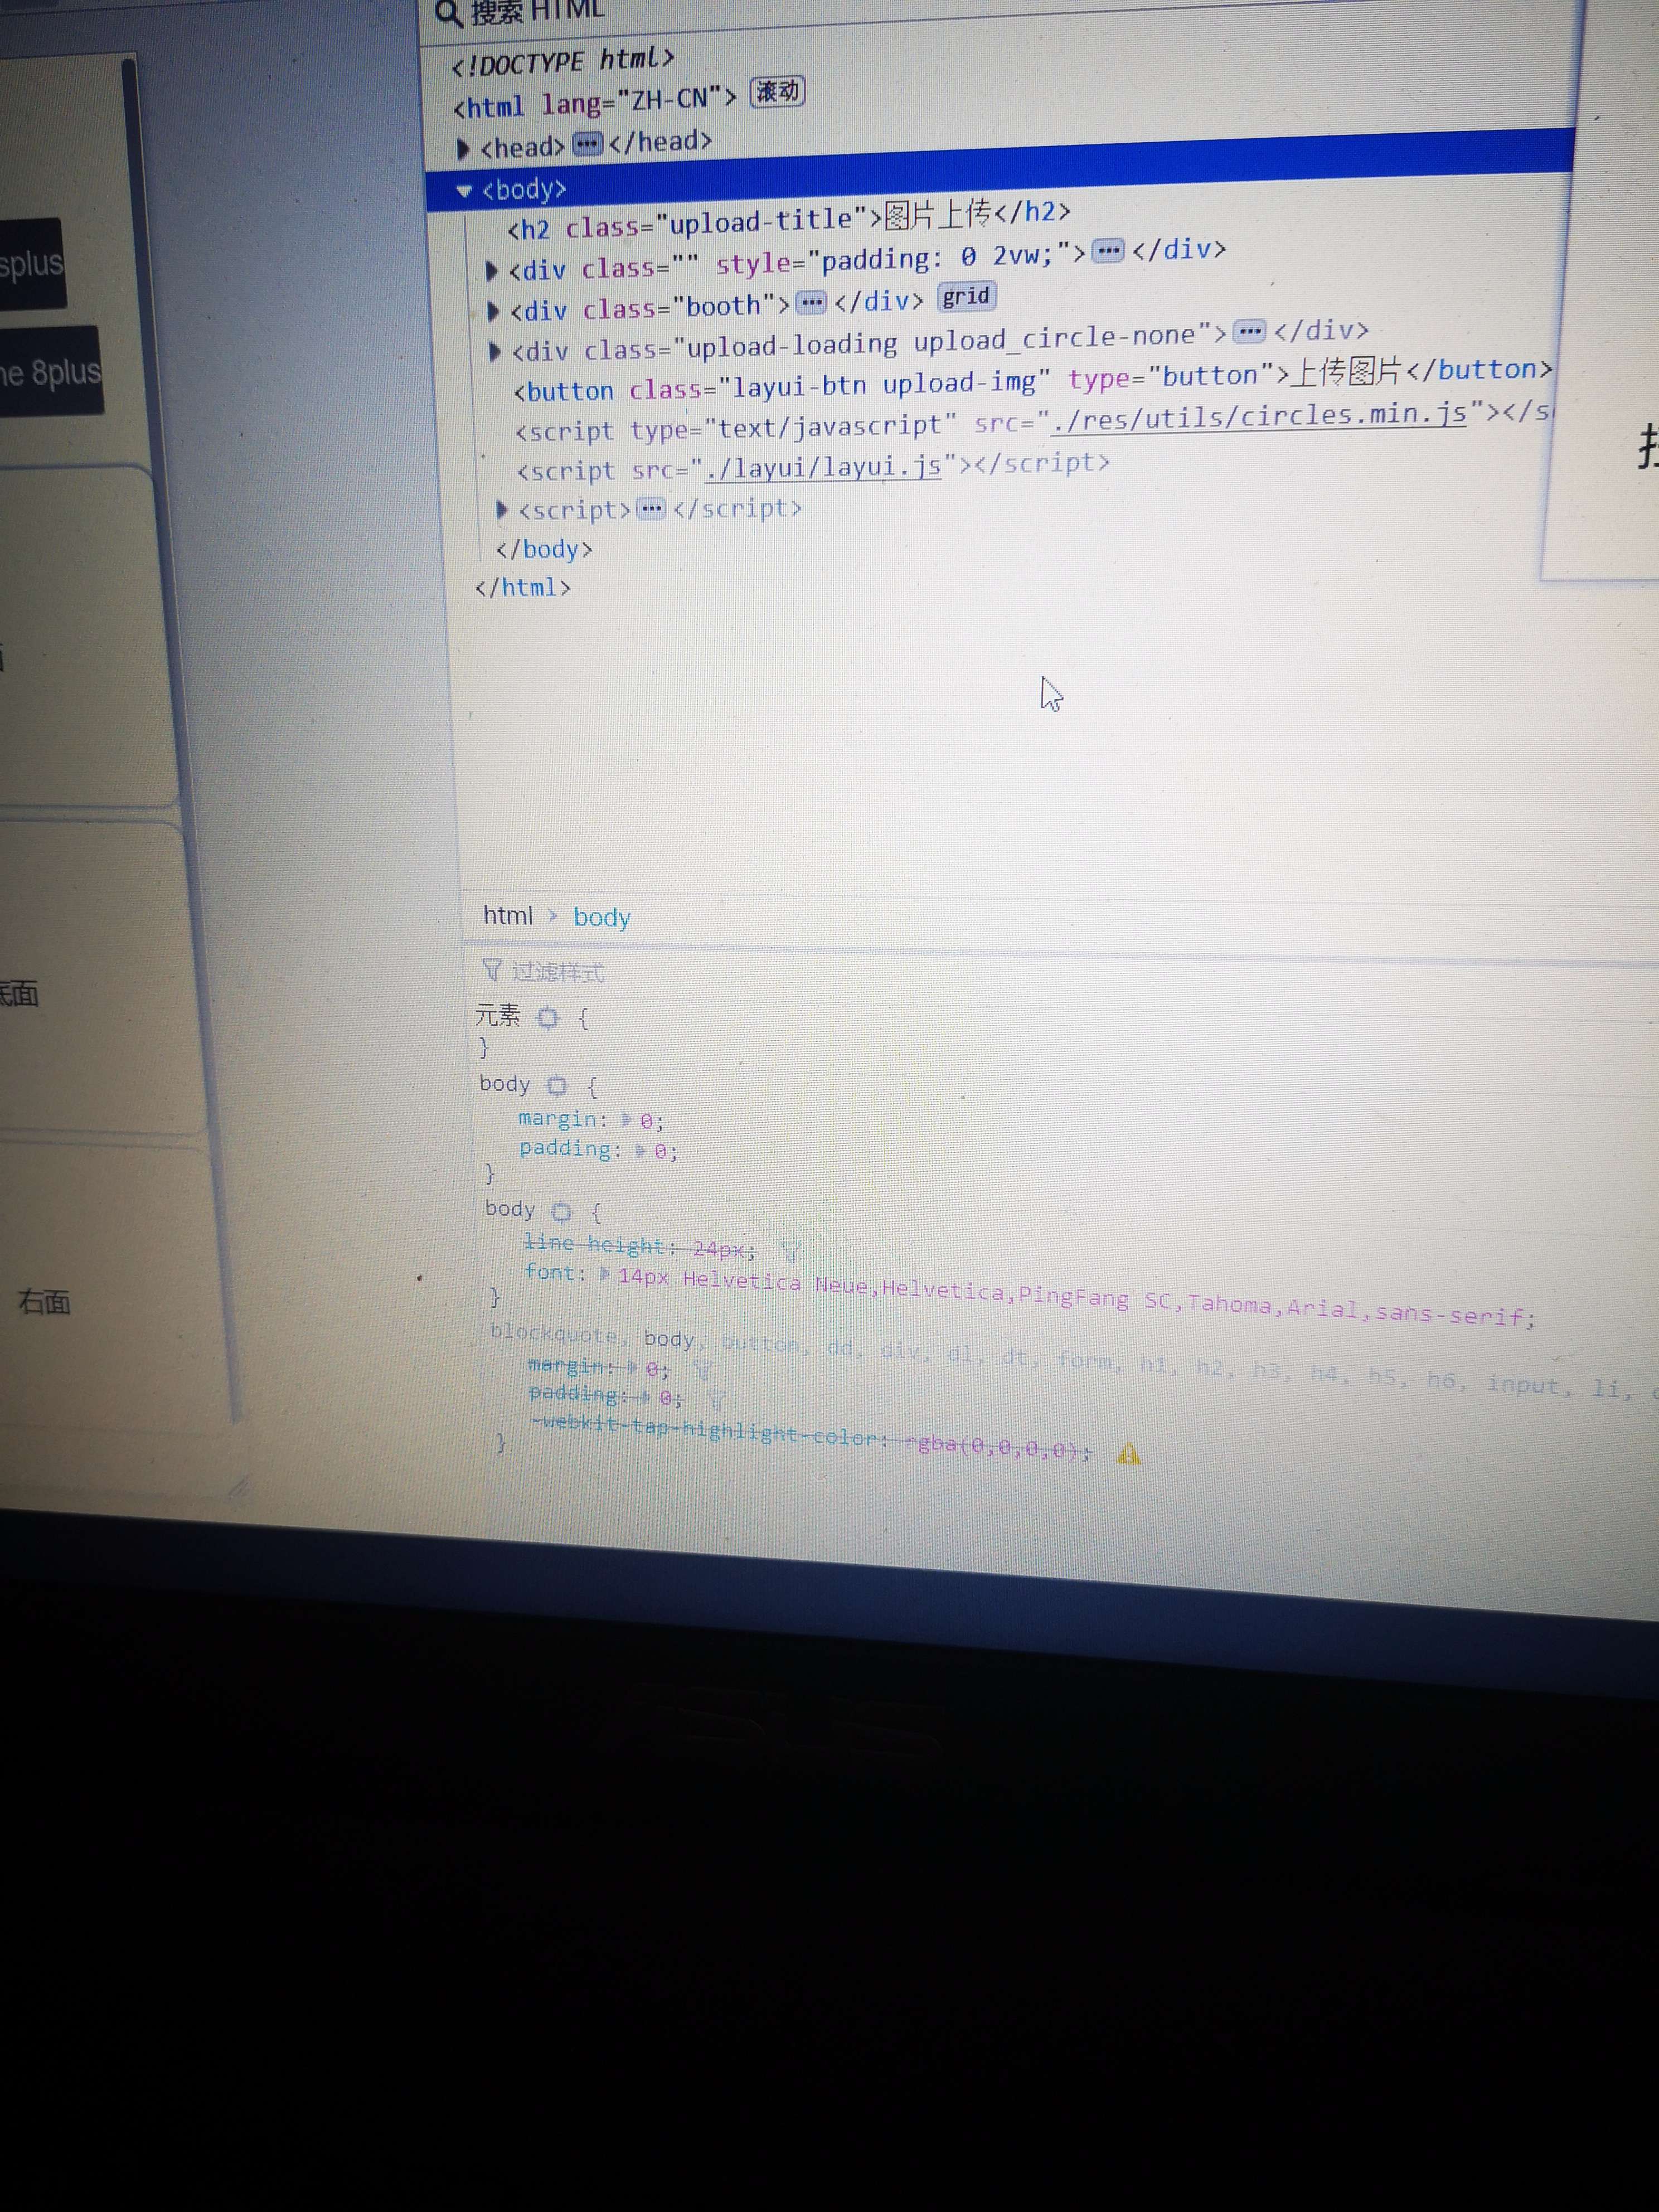 搜索 HTML
<!DOCTYPE html>
<html lang="ZH-CN"> 滚动
<head>…</head>
<body>
<h2 class="upload-title">图片上传</h2>
<div class="" style="padding: 0 2vw;">…</div>
<div class="booth">…</div> grid
<div class="upload-loading upload_circle-none">…</div>
<button class="layui-btn upload-img" type="button">上传图片</button>
<script type="text/javascript" src="./res/utils/circles.min.js"></s
<script src="./layui/layui.js"></script>
<script>…</script>
</body>
</html>
splus
ne 8plus
底面
右面
html > body
过滤样式
元素 {
}
body {
margin: 0;
padding: 0;
}
body {
line-height: 24px;
font: 14px Helvetica Neue,Helvetica,PingFang SC,Tahoma,Arial,sans-serif;
}
blockquote, body, button, dd, div, dl, dt, form, h1, h2, h3, h4, h5, h6, input, li,
margin: 0;
padding: 0;
-webkit-tap-highlight-color: rgba(0,0,0,0);
}